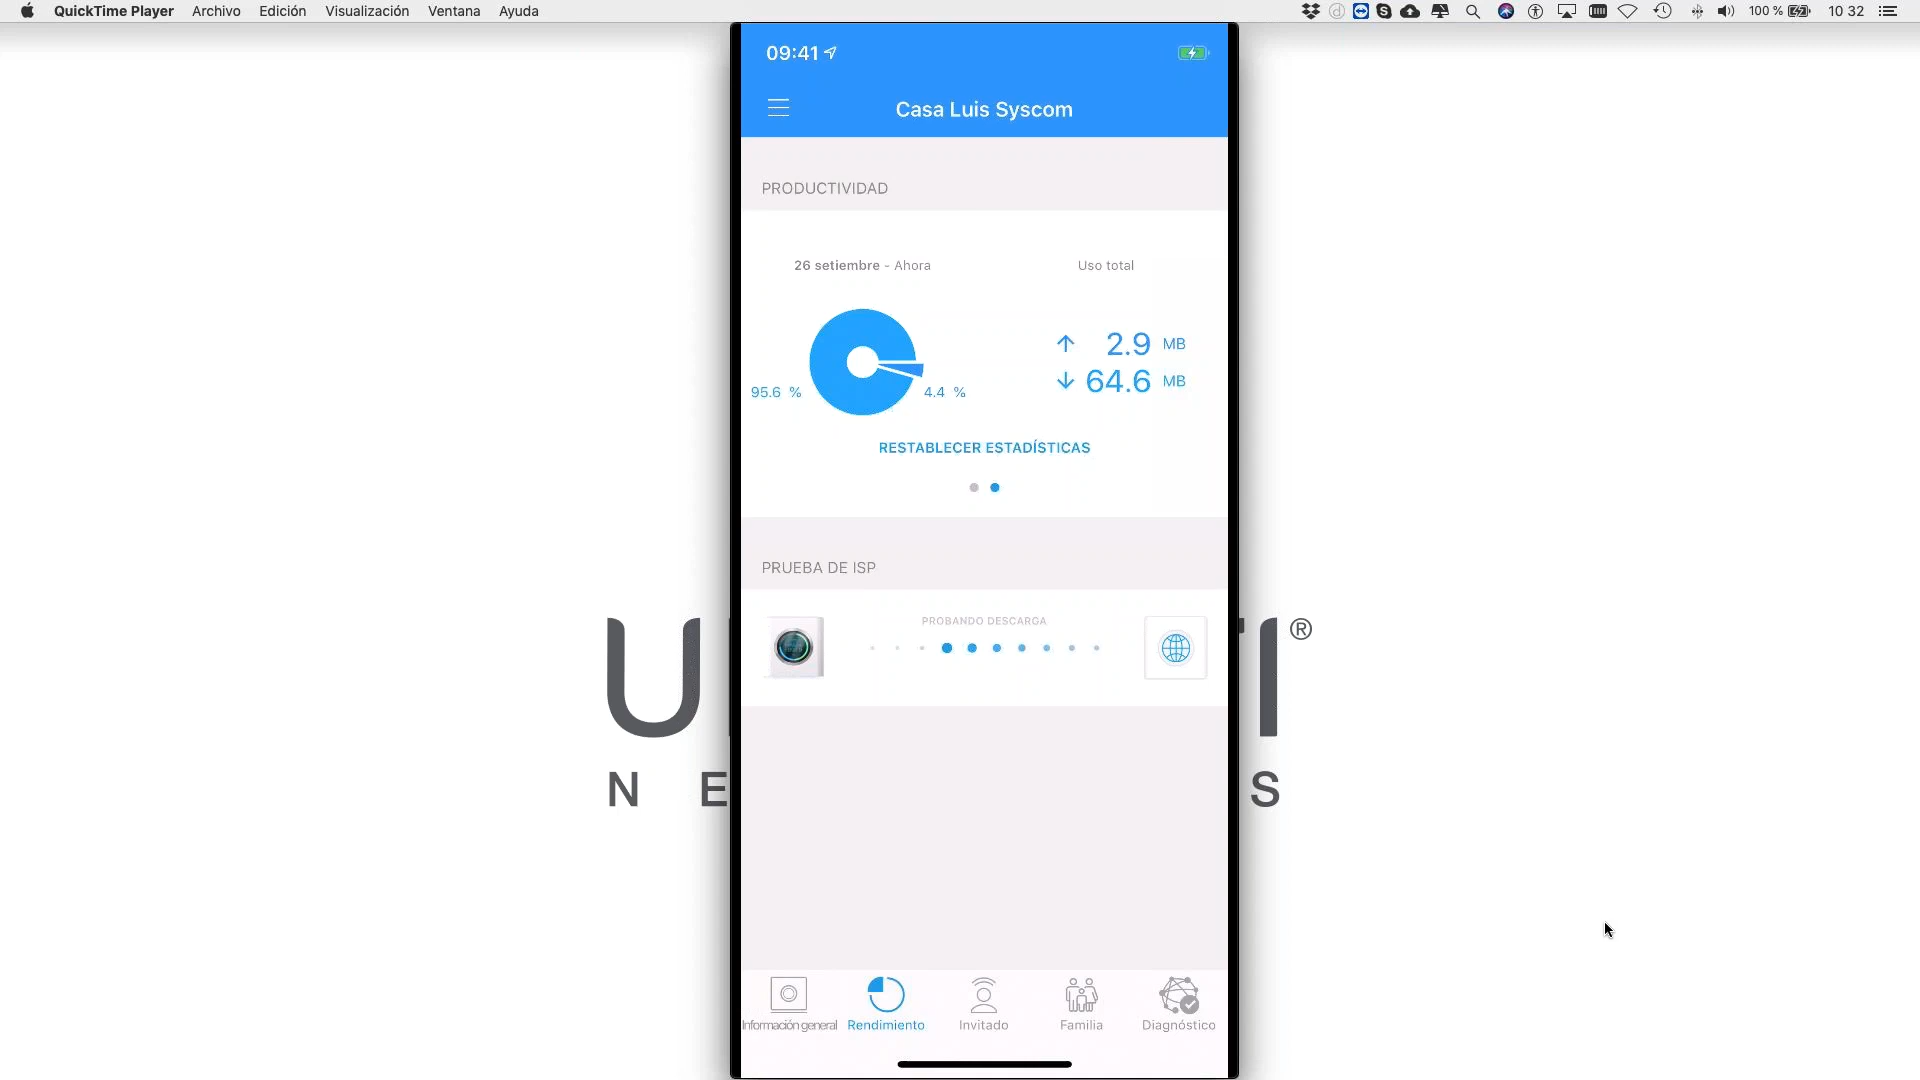 QuickTime Player Archivo Edición Visualización Ventana Ayuda 100 % 10 32
09:41
Casa Luis Syscom
PRODUCTIVIDAD
26 setiembre - Ahora Uso total
2.9 MB
95.6 % 4.4 % 64.6 MB
RESTABLECER ESTADÍSTICAS
PRUEBA DE ISP
PROBANDO DESCARGA
U I ®
N E S
Información general Rendimiento Invitado Familia Diagnóstico